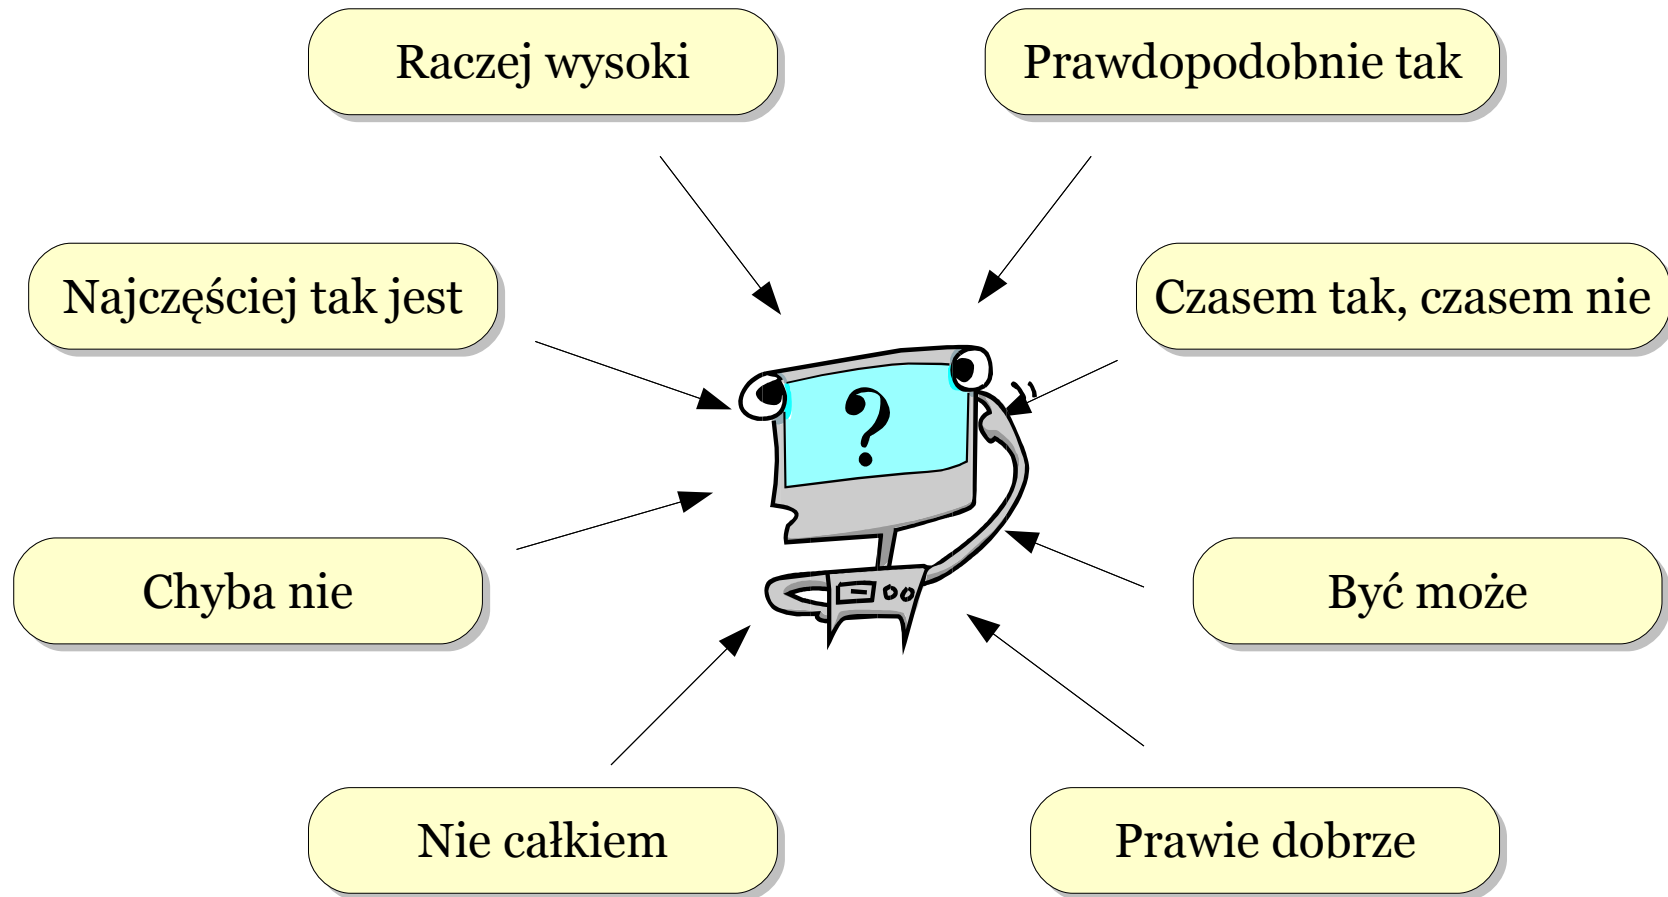 Raczej wysoki
Prawdopodobnie tak
Najczęściej tak jest
Czasem tak, czasem nie
?
Chyba nie
Być może
Nie całkiem
Prawie dobrze